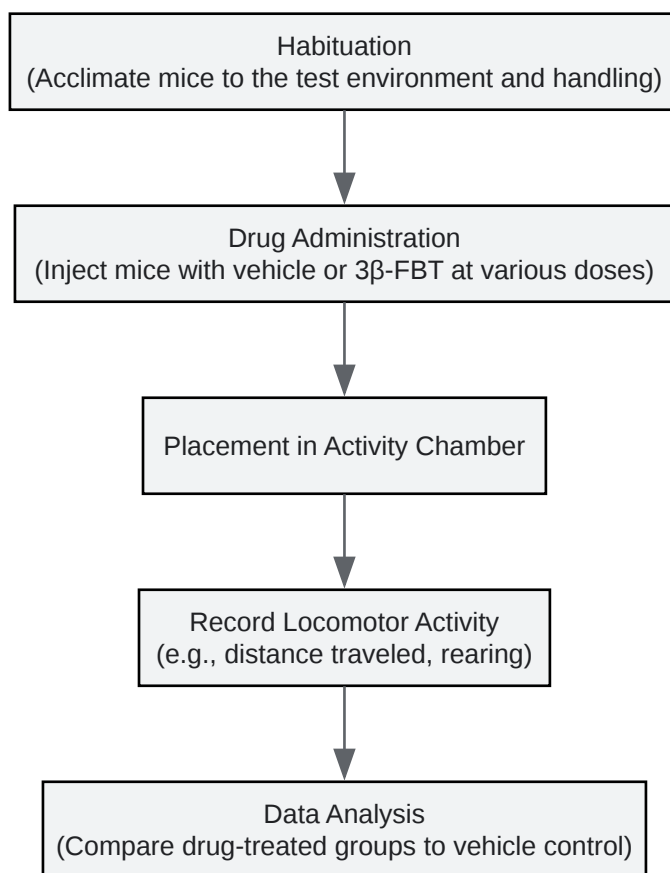 Habituation
(Acclimate mice to the test environment and handling)
Drug Administration
(Inject mice with vehicle or 3β-FBT at various doses)
Placement in Activity Chamber
Record Locomotor Activity
(e.g., distance traveled, rearing)
Data Analysis
(Compare drug-treated groups to vehicle control)